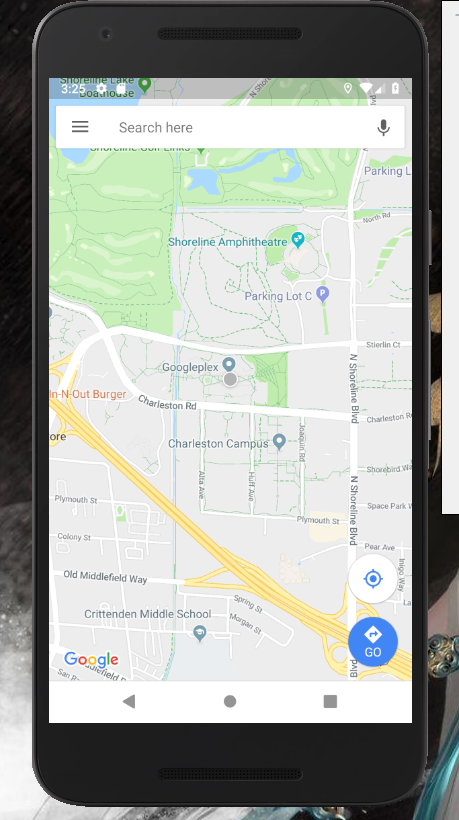 Shoreline Lake
Boathouse
3:25
N Shore
Search here
Shoreline Golf Links
Parking L
North Rd
Shoreline Amphitheatre
Parking Lot C
P
Stierlin Ct
Googleplex
N Shoreline Blvd
In-N-Out Burger
Charleston Rd
Charleston R
ore
Charleston Campus
Joaquin Rd
Shorebird Wa
Alta Ave
Huff Ave
N Shoreline Blvd
Plymouth St
Space Park W
Plymouth St
Colony St
Pear Ave
Inigo Way
Old Middlefield Way
La
Spring St
Crittenden Middle School
Morgan St
GO
Google
Middlefield Rd
San R
Blvd